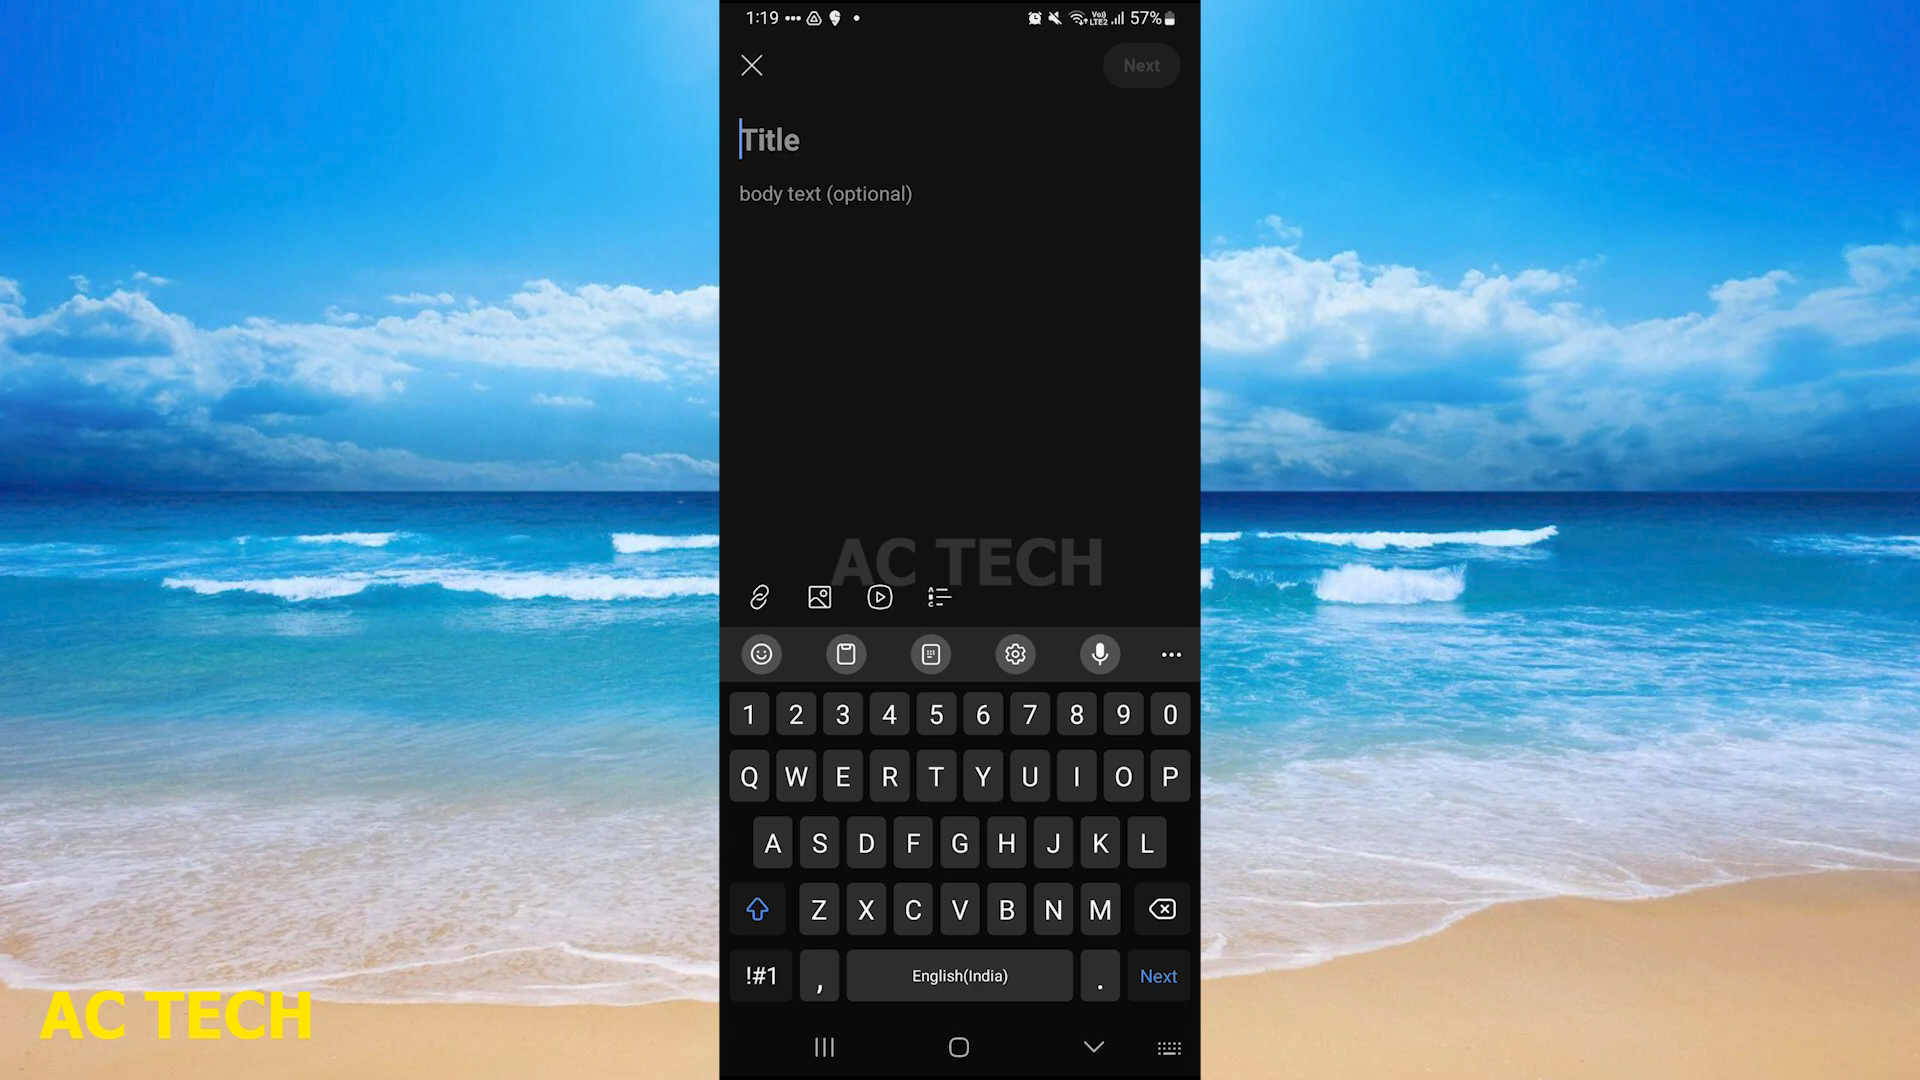 1:19 57%
Next
Title
body text (optional)
AC TECH
1 2 3 4 5 6 7 8 9 0
Q W E R T Y U I O P
A S D F G H J K L
Z X C V B N M
!#1 , English(India) . Next
AC TECH